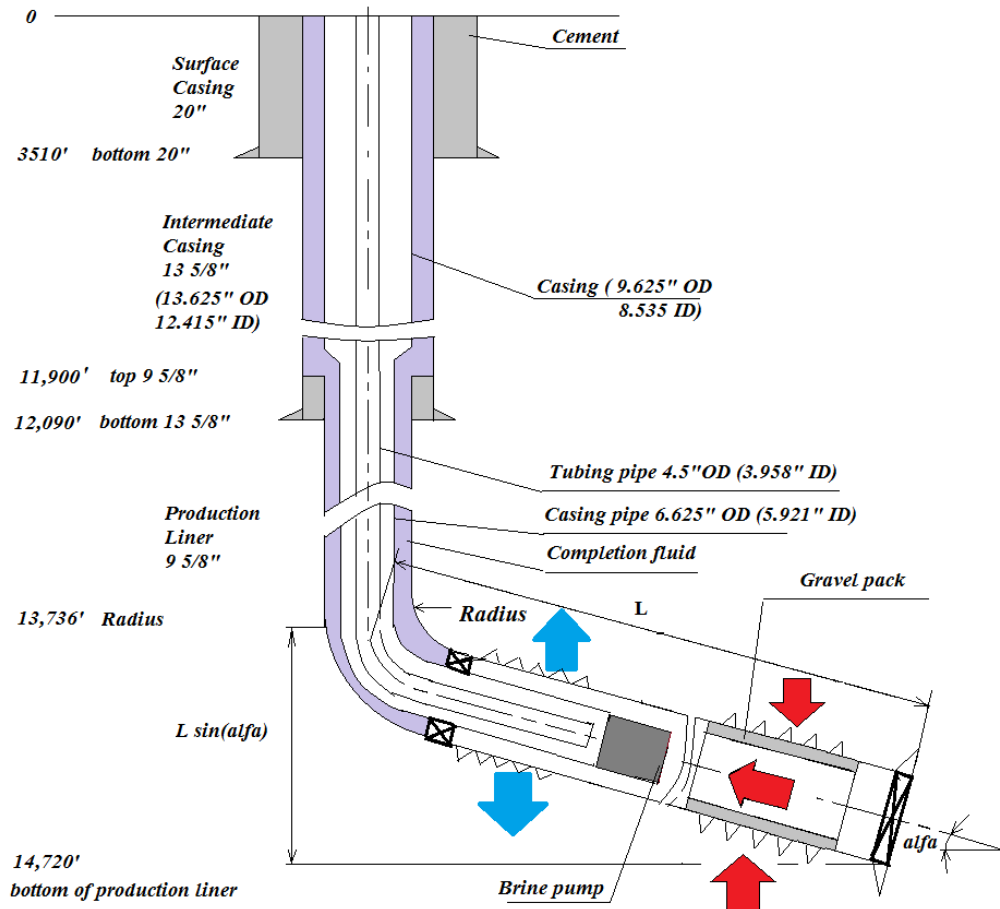 0
Cement
Surface
Casing
20"
3510' bottom 20"
Intermediate
Casing
13 5/8"
(13.625" OD
12.415" ID)
Casing ( 9.625" OD
8.535 ID)
11,900' top 9 5/8"
12,090' bottom 13 5/8"
Tubing pipe 4.5"OD (3.958" ID)
Casing pipe 6.625" OD (5.921" ID)
Production
Liner
9 5/8"
Completion fluid
Gravel pack
L
13,736' Radius
Radius
L sin(alfa)
alfa
14,720'
bottom of production liner
Brine pump